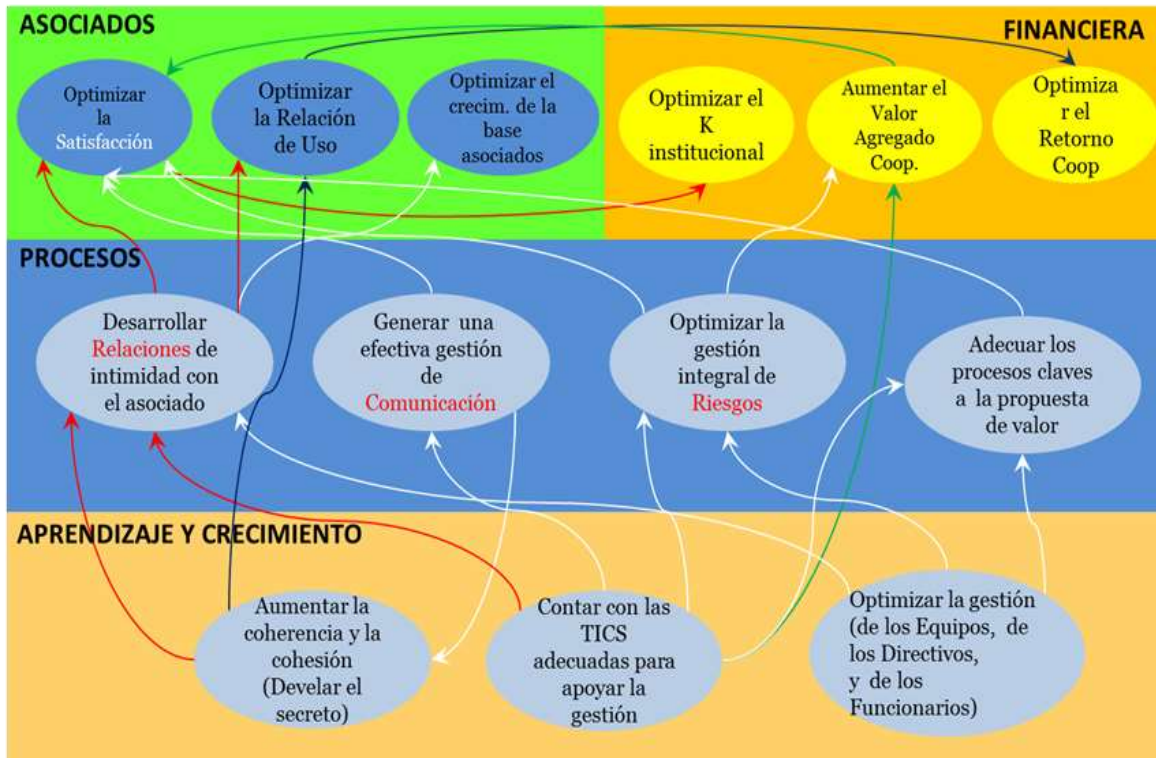 ASOCIADOS
FINANCIERA
Optimizar
la
Satisfacción
Optimizar
la Relación
de Uso
Optimizar el
crecim. de la
base
asociados
Optimizar el
K
institucional
Aumentar el
Valor
Agregado
Coop.
Optimiza
r el
Retorno
Coop
PROCESOS
Desarrollar
Relaciones de
intimidad con
el asociado
Generar una
efectiva gestión
de
Comunicación
Optimizar la
gestión
integral de
Riesgos
Adecuar los
procesos claves
a la propuesta
de valor
APRENDIZAJE Y CRECIMIENTO
Aumentar la
coherencia y la
cohesión
(Develar el
secreto)
Contar con las
TICS
adecuadas para
apoyar la
gestión
Optimizar la gestión
(de los Equipos, de
los Directivos,
y de los
Funcionarios)